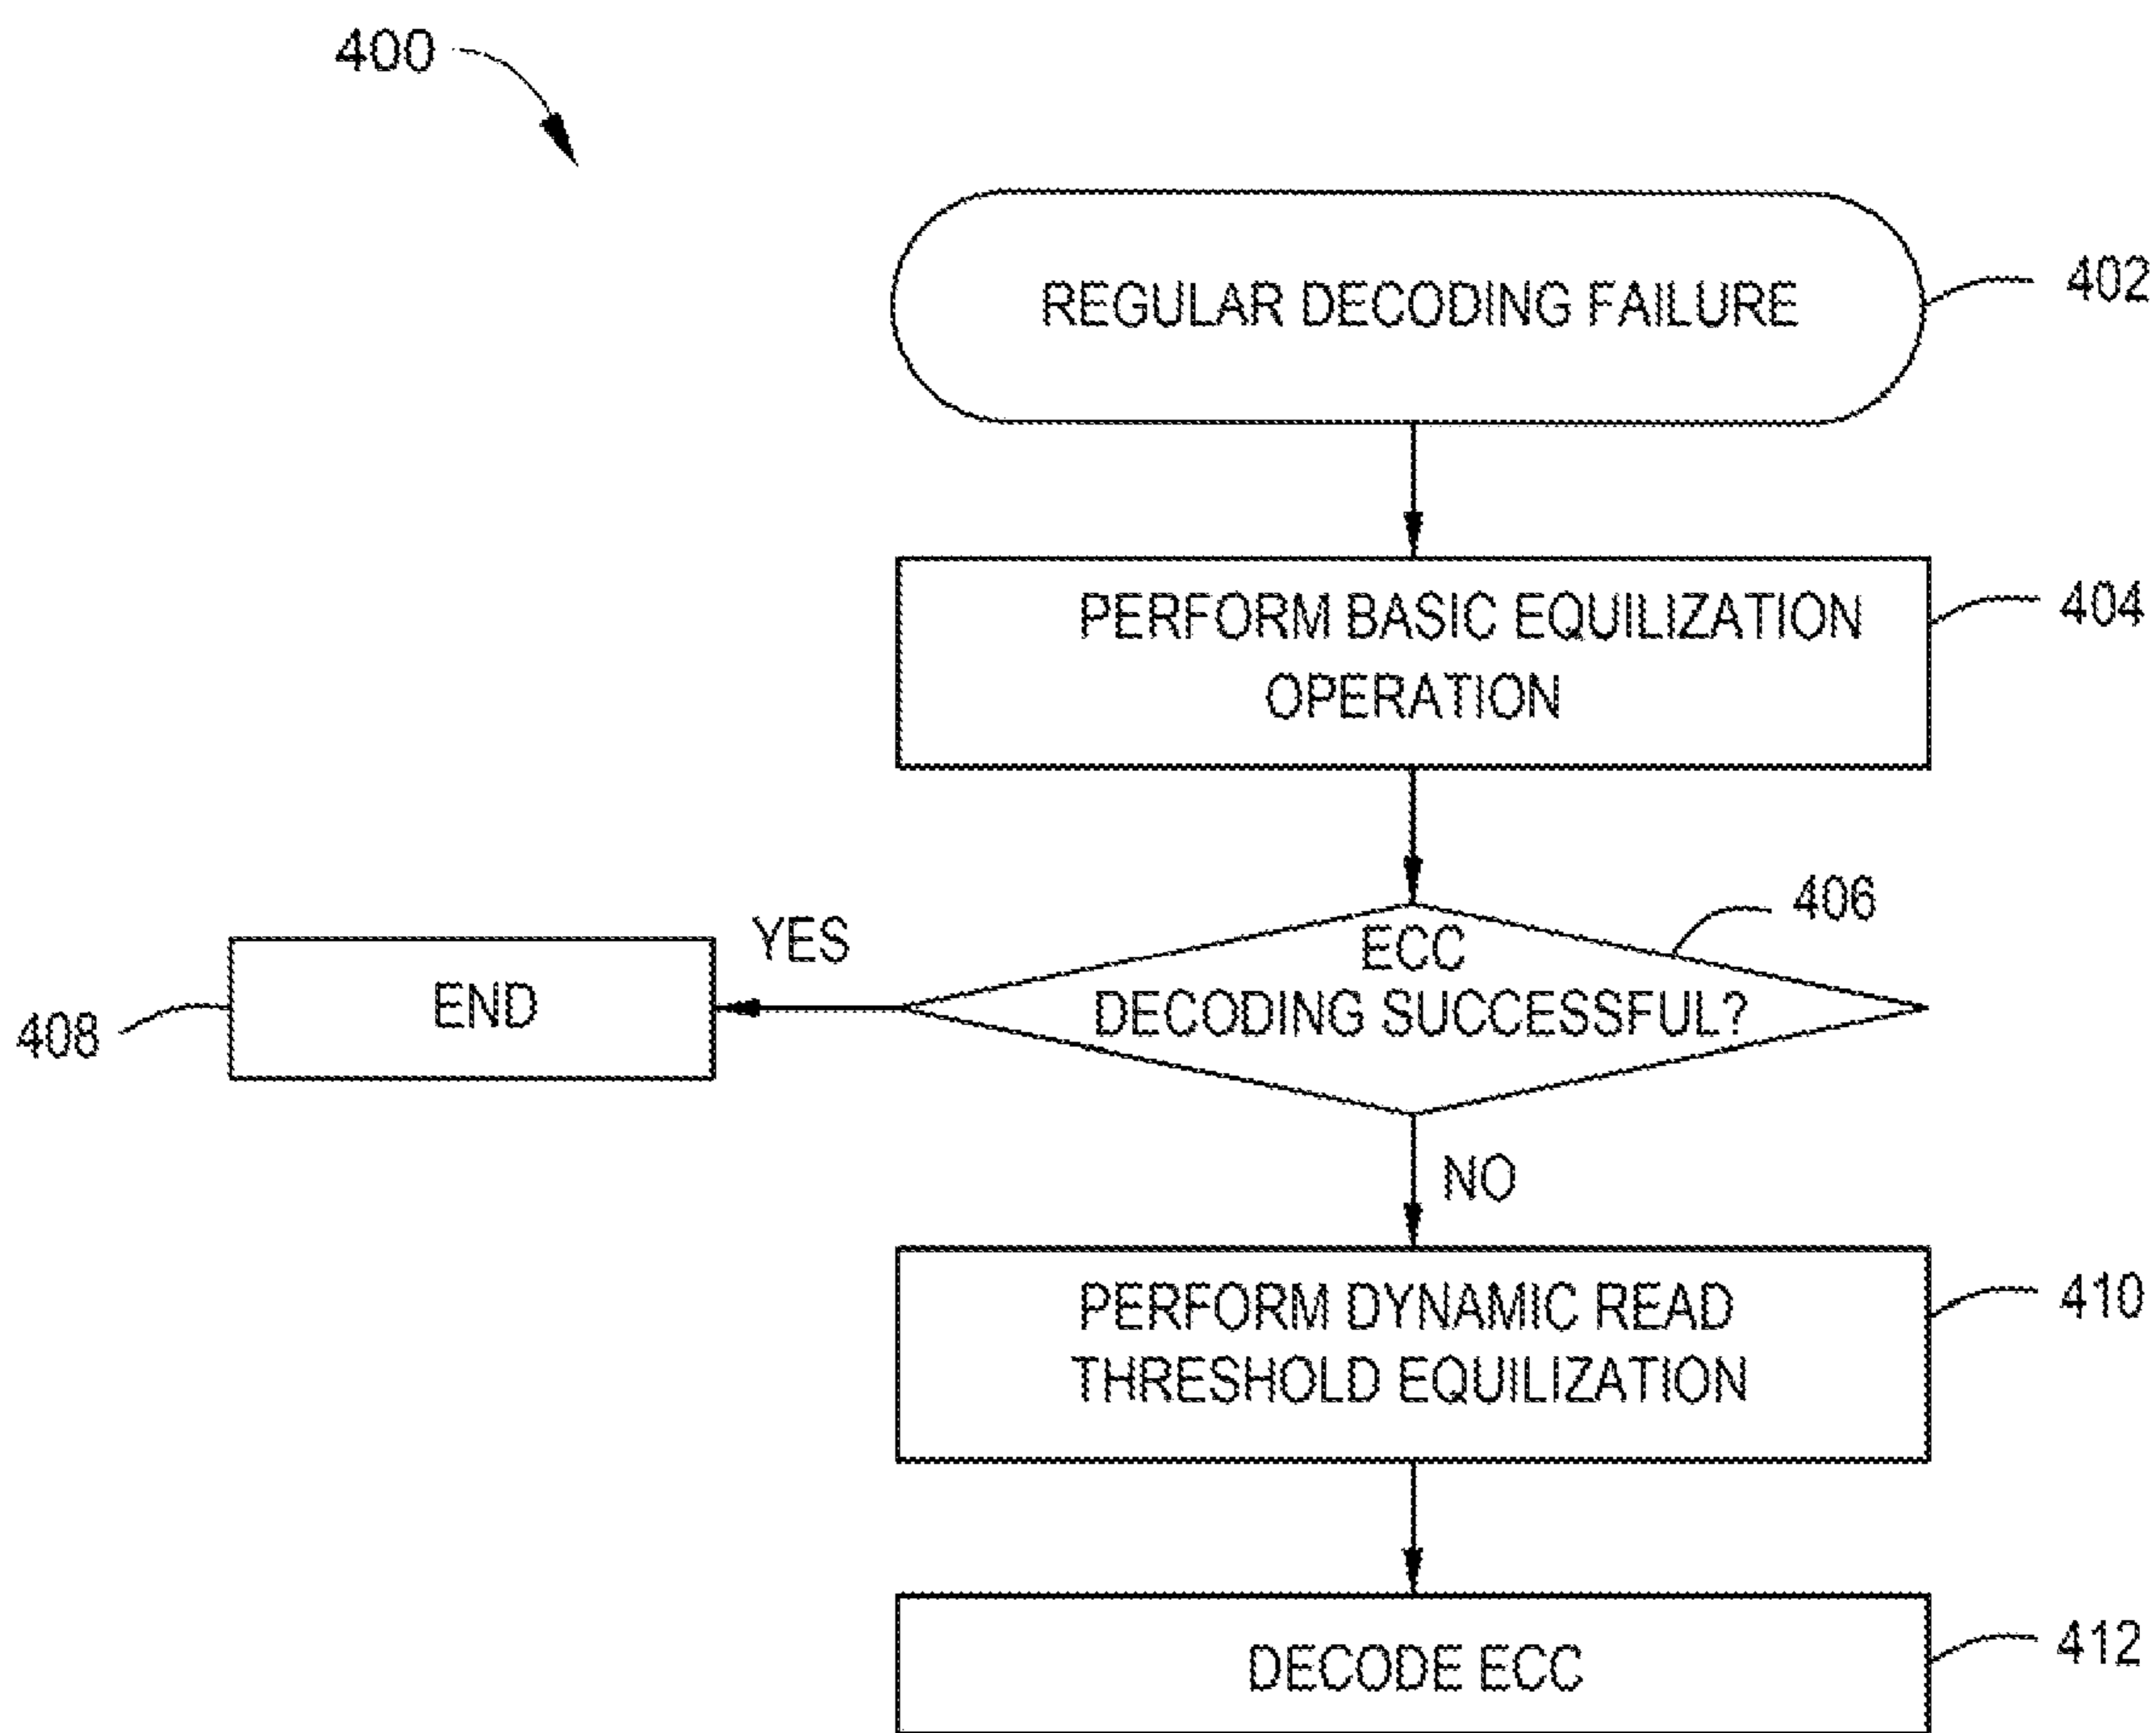 400
REGULAR DECODING FAILURE
402
PERFORM BASIC EQUILIZATION
OPERATION
404
ECC
DECODING SUCCESSFUL?
406
YES
END
408
NO
PERFORM DYNAMIC READ
THRESHOLD EQUILIZATION
410
DECODE ECC
412